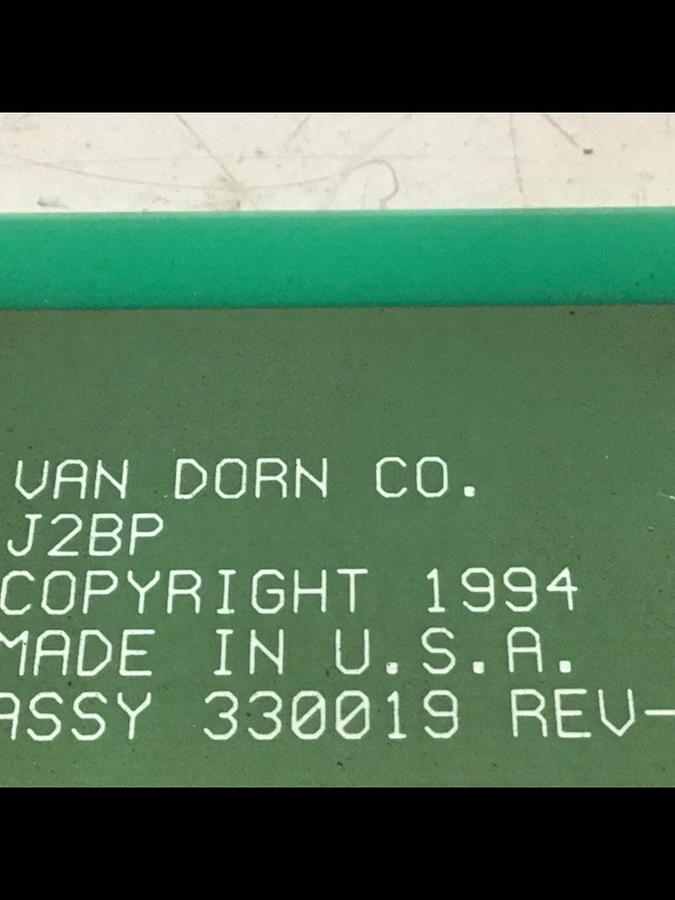 VAN DORN CO.
J2BP
COPYRIGHT 1994
MADE IN U.S.A.
ASSY 330019 REV-